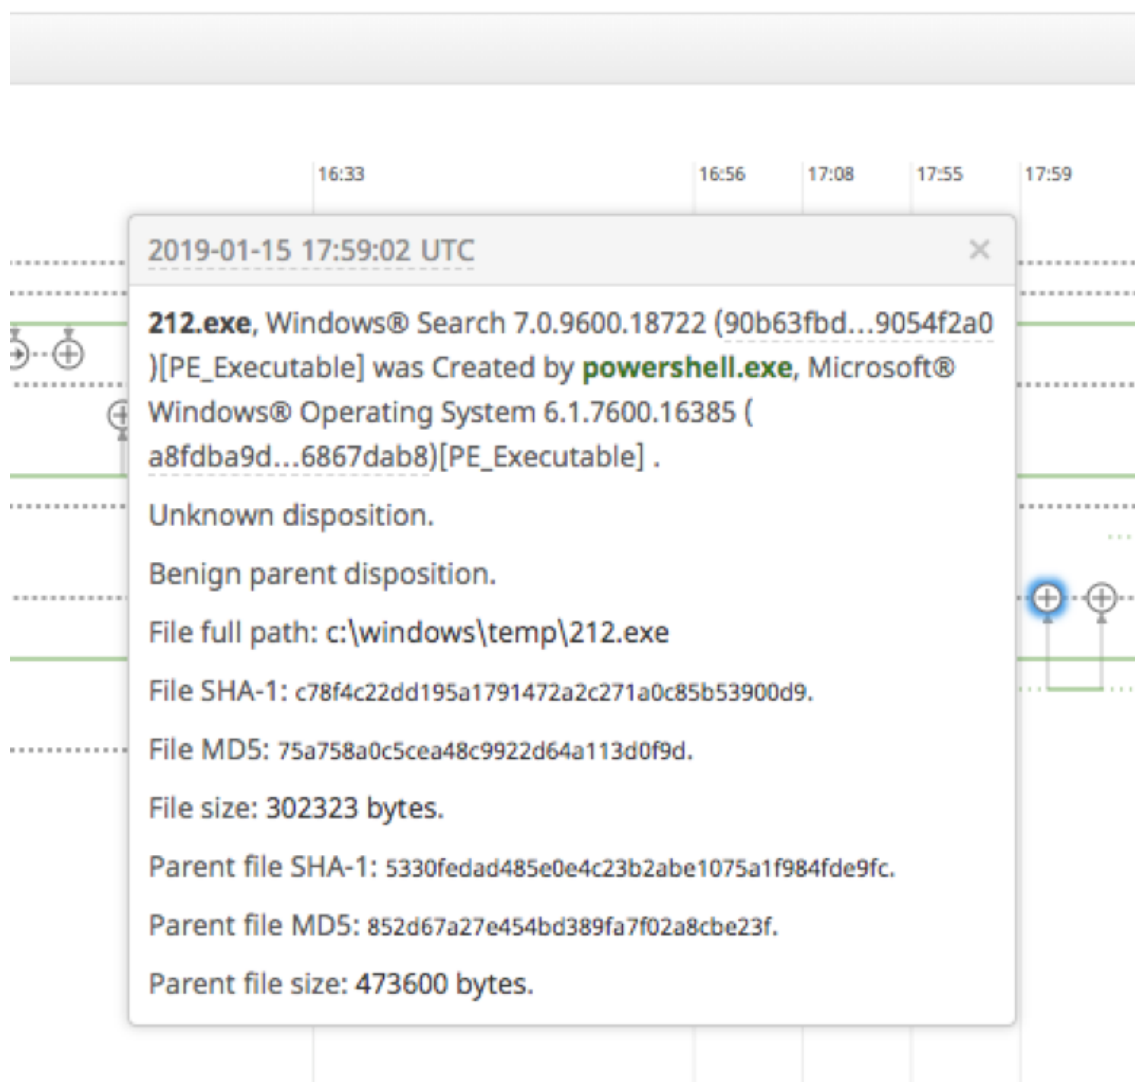 16:33 16:56 17:08 17:55 17:59
2019-01-15 17:59:02 UTC ×
212.exe, Windows® Search 7.0.9600.18722 (90b63fbd...9054f2a0
)[PE_Executable] was Created by powershell.exe, Microsoft®
Windows® Operating System 6.1.7600.16385 (
a8fdba9d...6867dab8)[PE_Executable] .
Unknown disposition.
Benign parent disposition.
File full path: c:\windows\temp\212.exe
File SHA-1: c78f4c22dd195a1791472a2c271a0c85b53900d9.
File MD5: 75a758a0c5cea48c9922d64a113d0f9d.
File size: 302323 bytes.
Parent file SHA-1: 5330fedad485e0e4c23b2abe1075a1f984fde9fc.
Parent file MD5: 852d67a27e454bd389fa7f02a8cbe23f.
Parent file size: 473600 bytes.